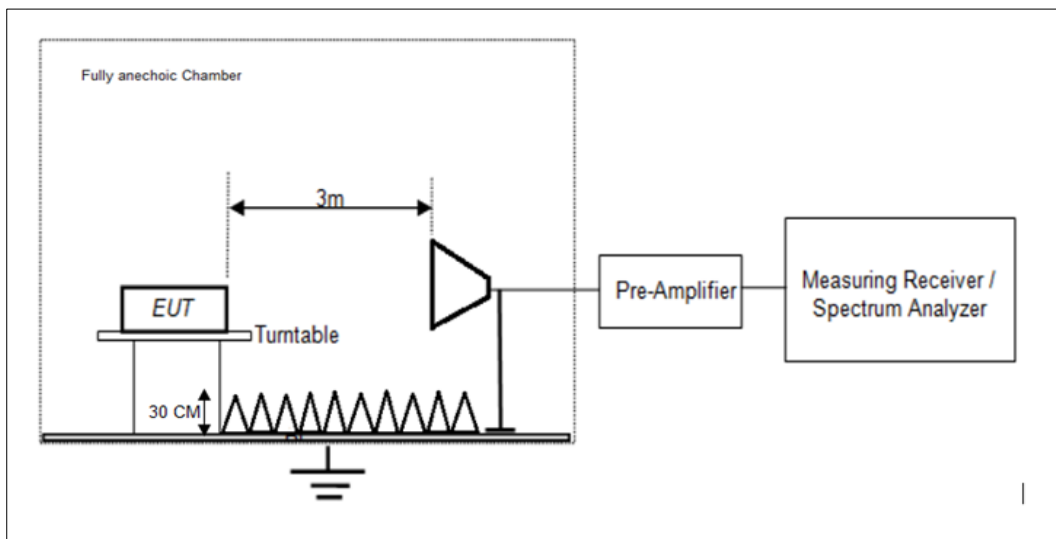 Fully anechoic Chamber
3m
EUT
Turntable
30 CM
Pre-Amplifier
Measuring Receiver /
Spectrum Analyzer